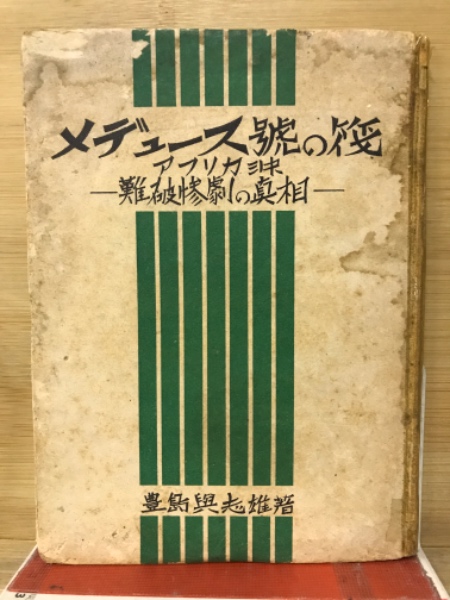 メデュース號の筏
アフリカ沖
―難破惨劇の真相―
豊島與志雄著